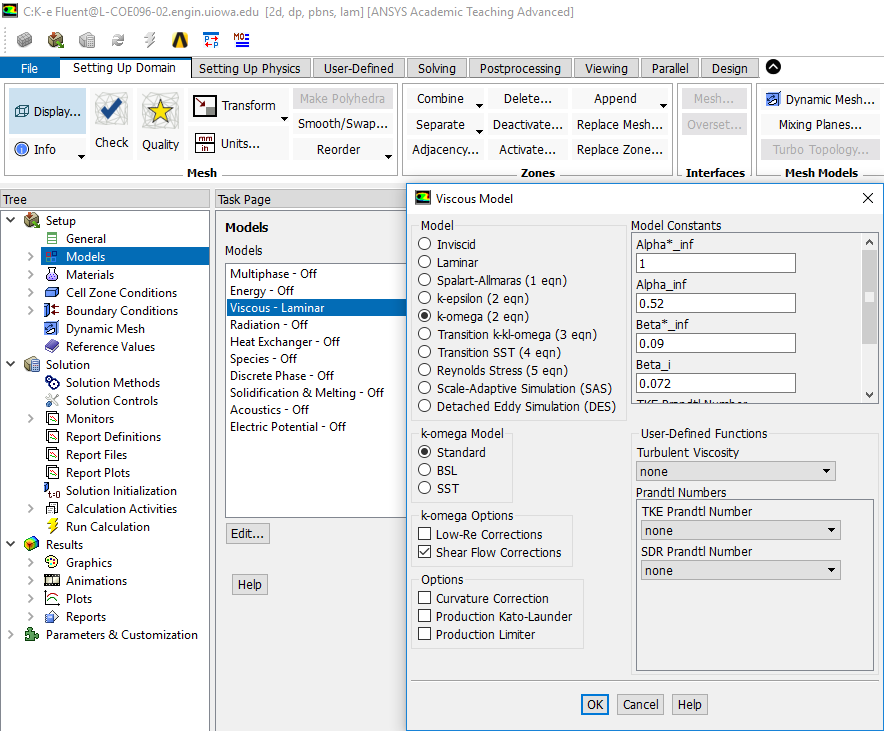 C:K-e Fluent@L-COE096-02.engin.uiowa.edu [2d, dp, pbns, lam] [ANSYS Academic Teaching Advanced]
MO
File Setting Up Domain Setting Up Physics User-Defined Solving Postprocessing Viewing Parallel Design
Display... Check Quality Transform Make Polyhedra
Smooth/Swap...
Info mm in Units... Reorder
Mesh
Combine Delete... Append
Separate Deactivate... Replace Mesh...
Adjacency... Activate... Replace Zone...
Zones
Mesh...
Overset...
Interfaces
Dynamic Mesh...
Mixing Planes...
Turbo Topology...
Mesh Models
Tree
Setup
General
Models
Materials
Cell Zone Conditions
Boundary Conditions
Dynamic Mesh
Reference Values
Solution
Solution Methods
Solution Controls
Monitors
Report Definitions
Report Files
Report Plots
t=0 Solution Initialization
Calculation Activities
Run Calculation
Results
Graphics
Animations
Plots
Reports
Parameters & Customization
Task Page
Models
Models
Multiphase - Off
Energy - Off
Viscous - Laminar
Radiation - Off
Heat Exchanger - Off
Species - Off
Discrete Phase - Off
Solidification & Melting - Off
Acoustics - Off
Electric Potential - Off
Edit...
Help
Viscous Model
Model
Inviscid
Laminar
Spalart-Allmaras (1 eqn)
k-epsilon (2 eqn)
k-omega (2 eqn)
Transition k-kl-omega (3 eqn)
Transition SST (4 eqn)
Reynolds Stress (5 eqn)
Scale-Adaptive Simulation (SAS)
Detached Eddy Simulation (DES)
k-omega Model
Standard
BSL
SST
k-omega Options
Low-Re Corrections
Shear Flow Corrections
Options
Curvature Correction
Production Kato-Launder
Production Limiter
Model Constants
Alpha*_inf
1
Alpha_inf
0.52
Beta*_inf
0.09
Beta_i
0.072
TKE Prandtl Number
User-Defined Functions
Turbulent Viscosity
none
Prandtl Numbers
TKE Prandtl Number
none
SDR Prandtl Number
none
OK Cancel Help